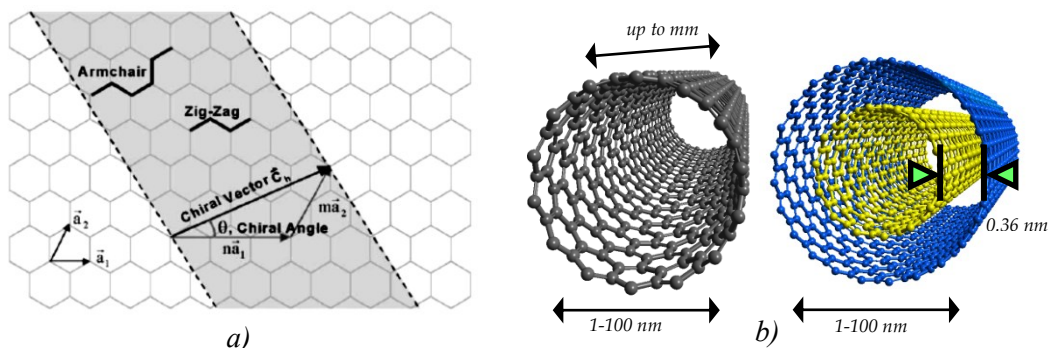 Armchair
Zig-Zag
Chiral Vector C⃗h
ma⃗2
θ, Chiral Angle
na⃗1
a⃗2
a⃗1
a)
up to mm
0.36 nm
1-100 nm
1-100 nm
b)